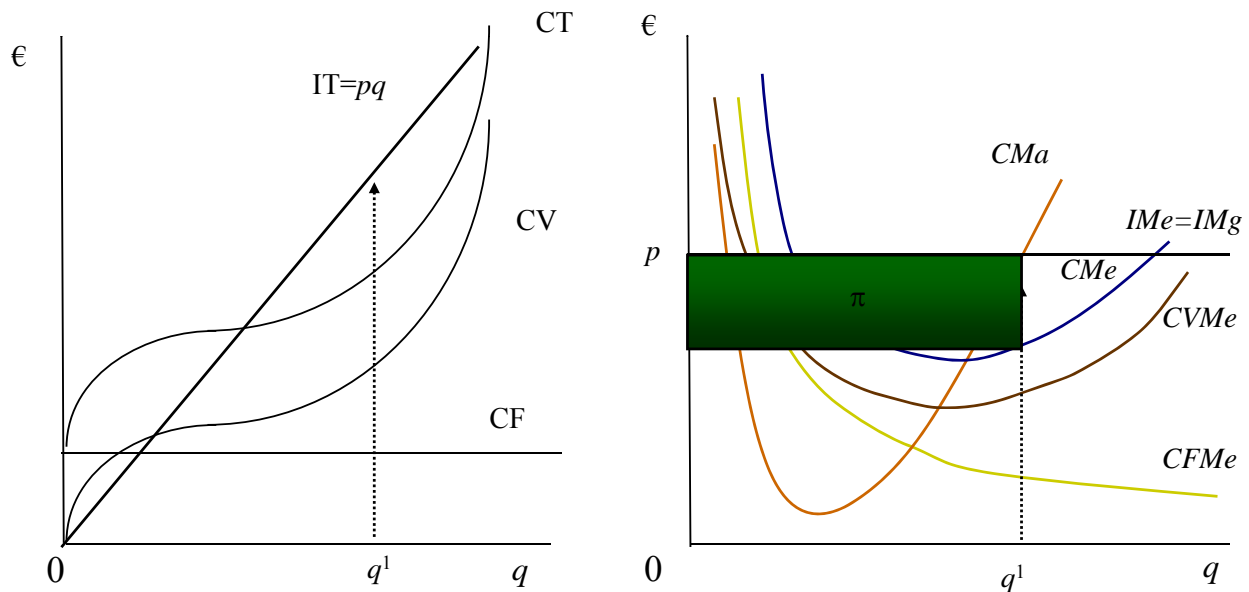 €
CT
IT=pq
CV
CF
0
q¹
q
€
CMa
IMe=IMg
p
CMe
π
CVMe
CFMe
0
q¹
q